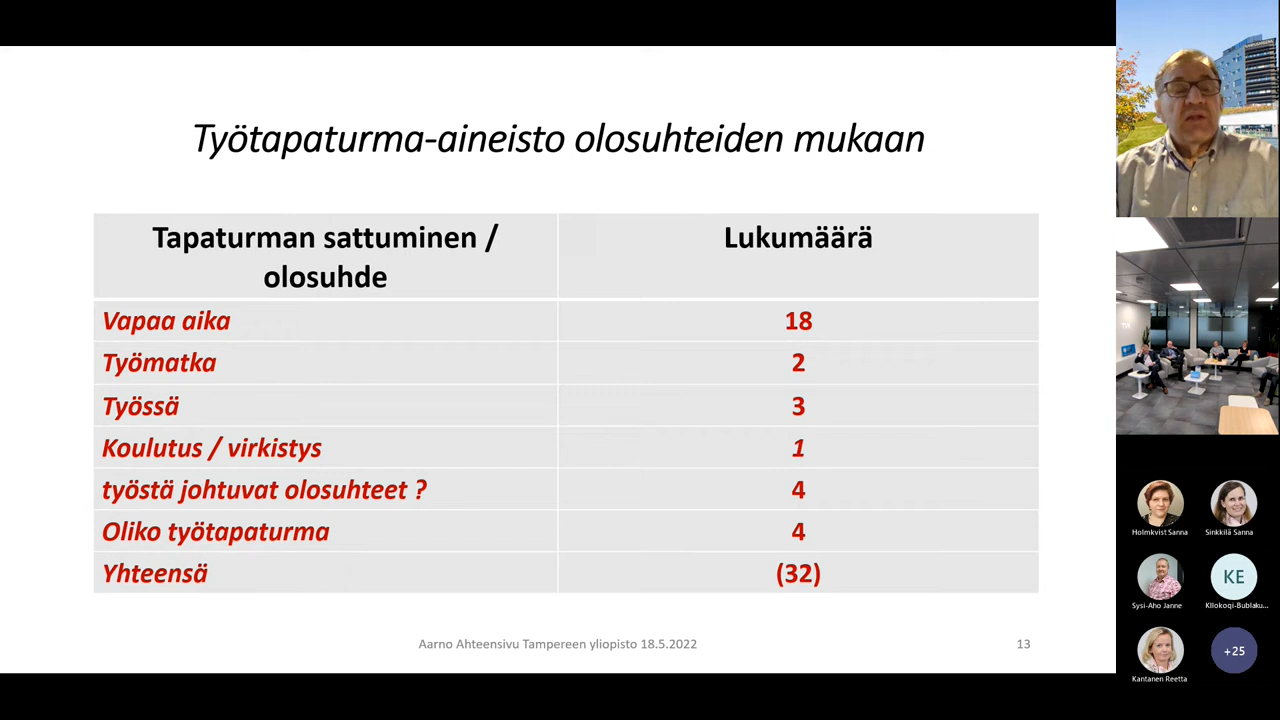 Työtapaturma-aineisto olosuhteiden mukaan
Tapaturman sattuminen / Lukumäärä
olosuhde
Vapaa aika 18
Työmatka 2
Työssä 3
Koulutus / virkistys 1
työstä johtuvat olosuhteet ? 4
Oliko työtapaturma 4
Yhteensä (32)
Aarno Ahteensivu Tampereen yliopisto 18.5.2022 13
Holmkvist Sanna Sinkkilä Sanna
KE
Sysi-Aho Janne Kllokoqi-Bublaku...
+25
Kantanen Reetta